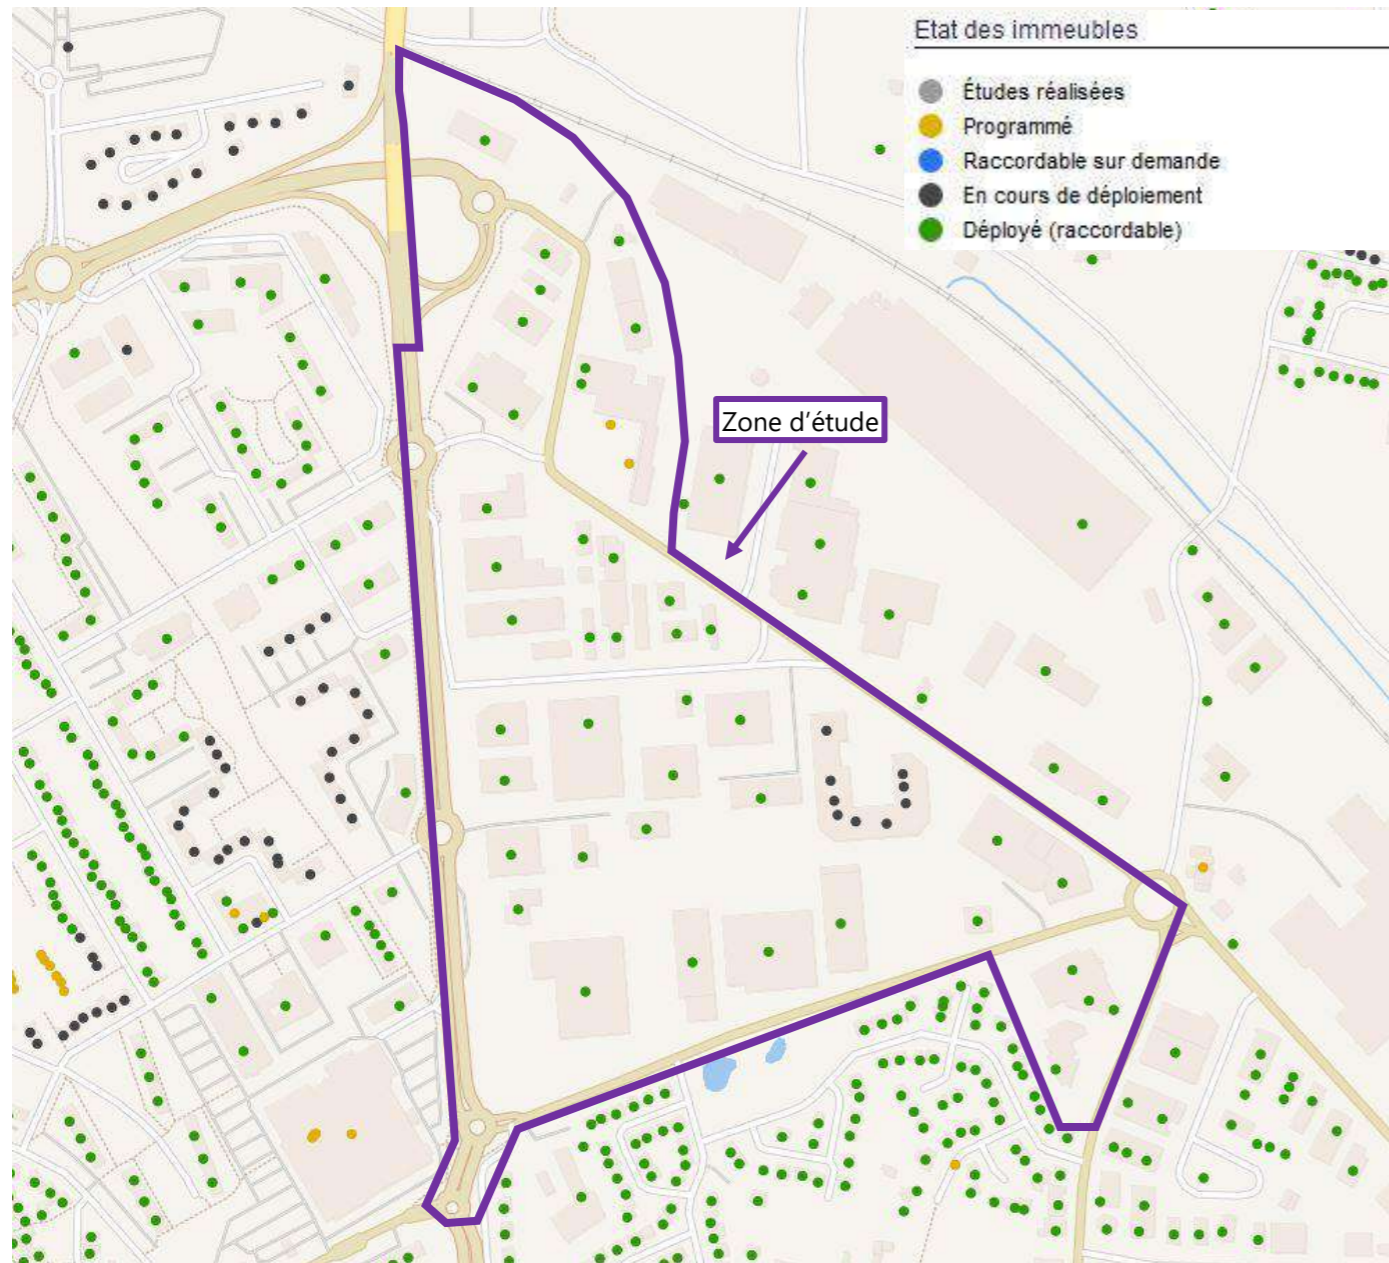 Etat des immeubles
Études réalisées
Programmé
Raccordable sur demande
En cours de déploiement
Déployé (raccordable)
Zone d'étude